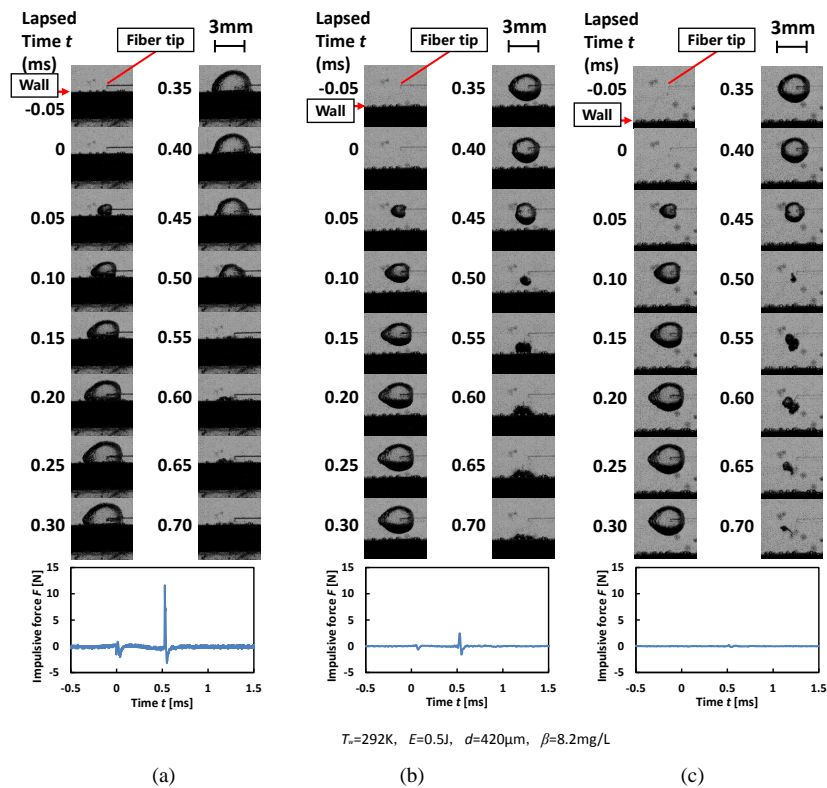 Lapsed
Time t
(ms)
Fiber tip
3mm
Wall
-0.05
0.35
0
0.40
0.05
0.45
0.10
0.50
0.15
0.55
0.20
0.60
0.25
0.65
0.30
0.70
Impulsive force F [N]
15
10
5
0
-5
-0.5
0
0.5
1
1.5
Time t [ms]
(a)
Lapsed
Time t
(ms)
Fiber tip
3mm
-0.05
0.35
Wall
0
0.40
0.05
0.45
0.10
0.50
0.15
0.55
0.20
0.60
0.25
0.65
0.30
0.70
Impulsive force F [N]
15
10
5
0
-5
-0.5
0
0.5
1
1.5
Time t [ms]
(b)
Lapsed
Time t
(ms)
Fiber tip
3mm
-0.05
0.35
Wall
0
0.40
0.05
0.45
0.10
0.50
0.15
0.55
0.20
0.60
0.25
0.65
0.30
0.70
Impulsive force F [N]
15
10
5
0
-5
-0.5
0
0.5
1
1.5
Time t [ms]
(c)
Tw=292K, E=0.5J, d=420μm, β=8.2mg/L